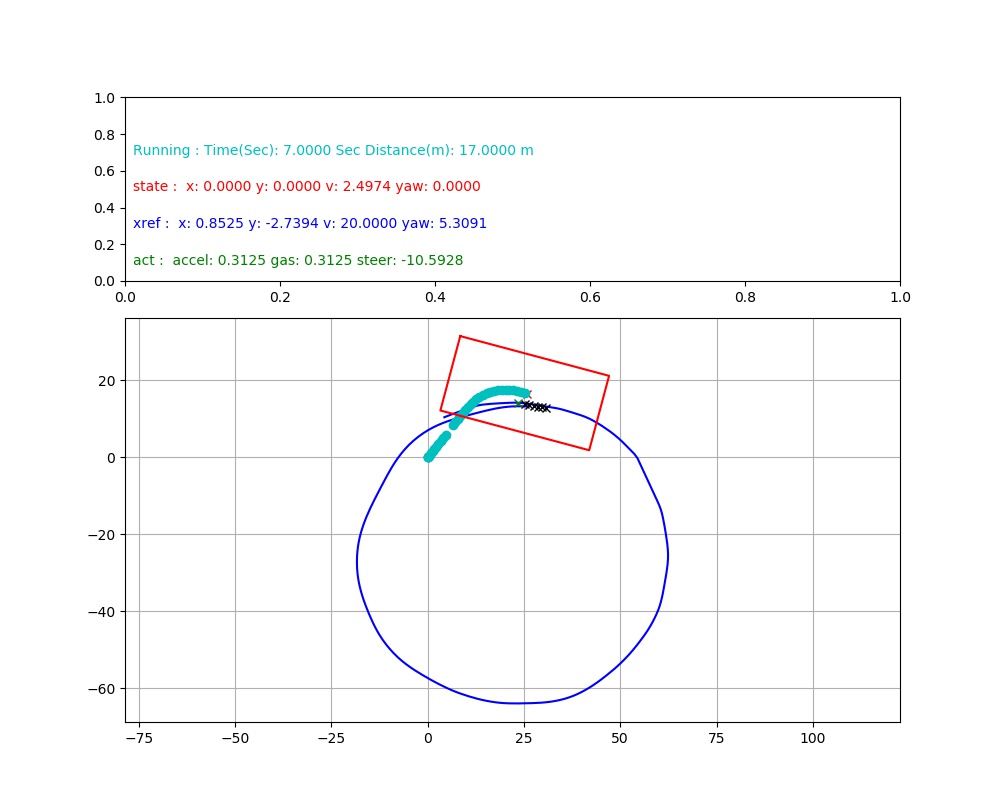 1.0
0.8
Running : Time(Sec): 7.0000 Sec Distance(m): 17.0000 m
0.6
state :  x: 0.0000 y: 0.0000 v: 2.4974 yaw: 0.0000
0.4
xref :  x: 0.8525 y: -2.7394 v: 20.0000 yaw: 5.3091
0.2
act :  accel: 0.3125 gas: 0.3125 steer: -10.5928
0.0
0.0 0.2 0.4 0.6 0.8 1.0
20
0
−20
−40
−60
−75 −50 −25 0 25 50 75 100